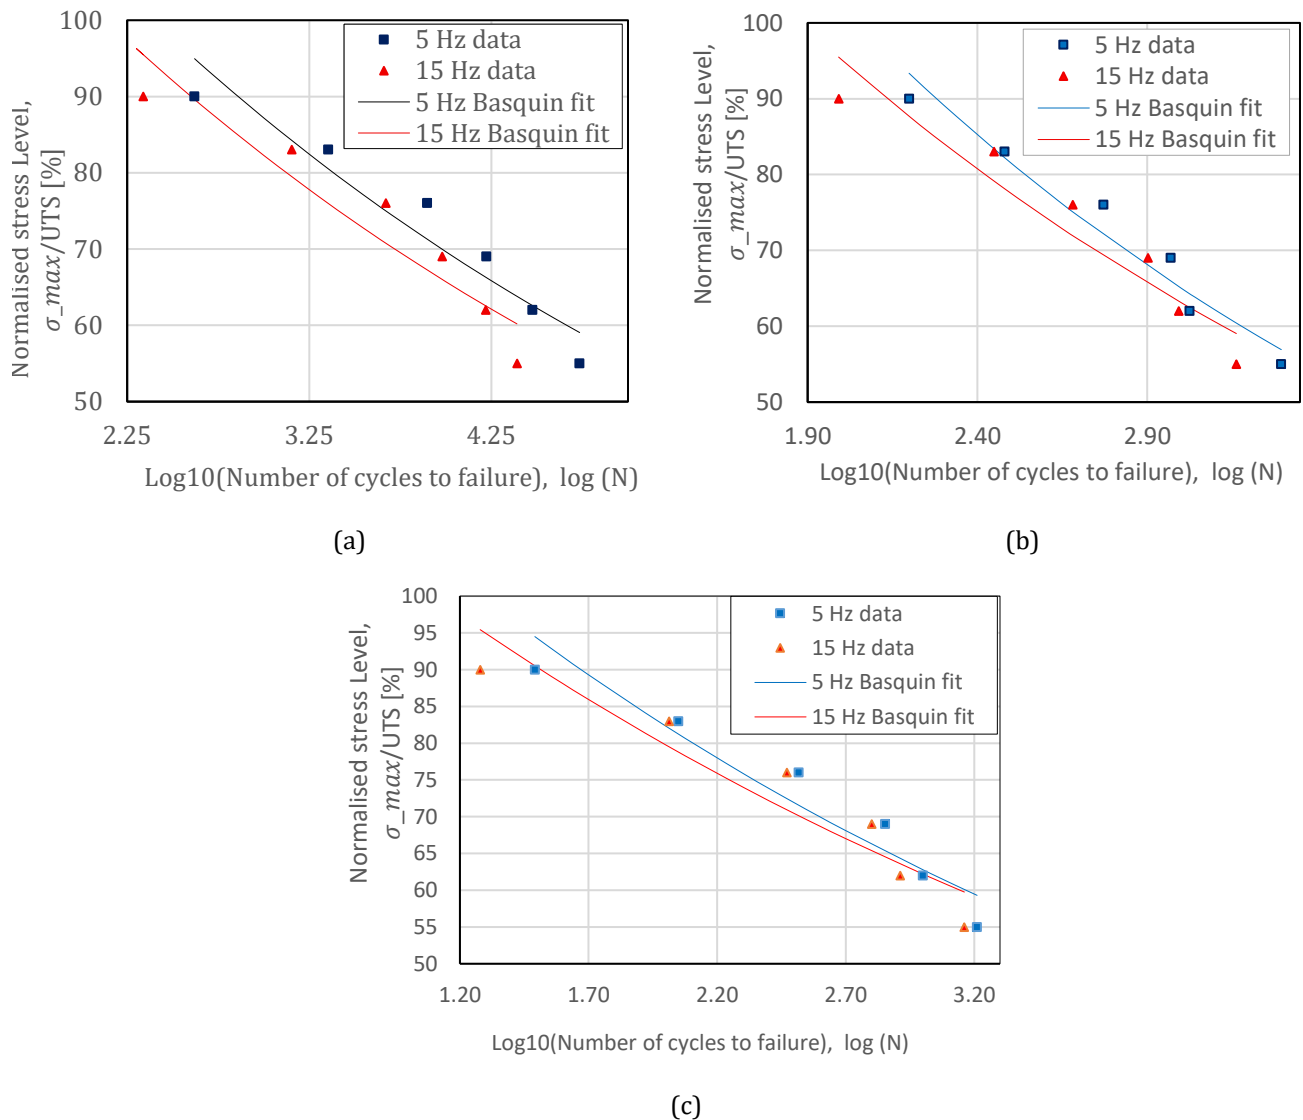 100
90
80
70
60
50
2.25
3.25
4.25
Normalised stress Level,
σ_max/UTS [%]
Log10(Number of cycles to failure), log (N)
5 Hz data
15 Hz data
5 Hz Basquin fit
15 Hz Basquin fit
(a)
100
90
80
70
60
50
1.90
2.40
2.90
Normalised stress Level,
σ_max/UTS [%]
Log10(Number of cycles to failure), log (N)
5 Hz data
15 Hz data
5 Hz Basquin fit
15 Hz Basquin fit
(b)
100
95
90
85
80
75
70
65
60
55
50
1.20
1.70
2.20
2.70
3.20
Normalised stress Level,
σ_max/UTS [%]
Log10(Number of cycles to failure), log (N)
5 Hz data
15 Hz data
5 Hz Basquin fit
15 Hz Basquin fit
(c)